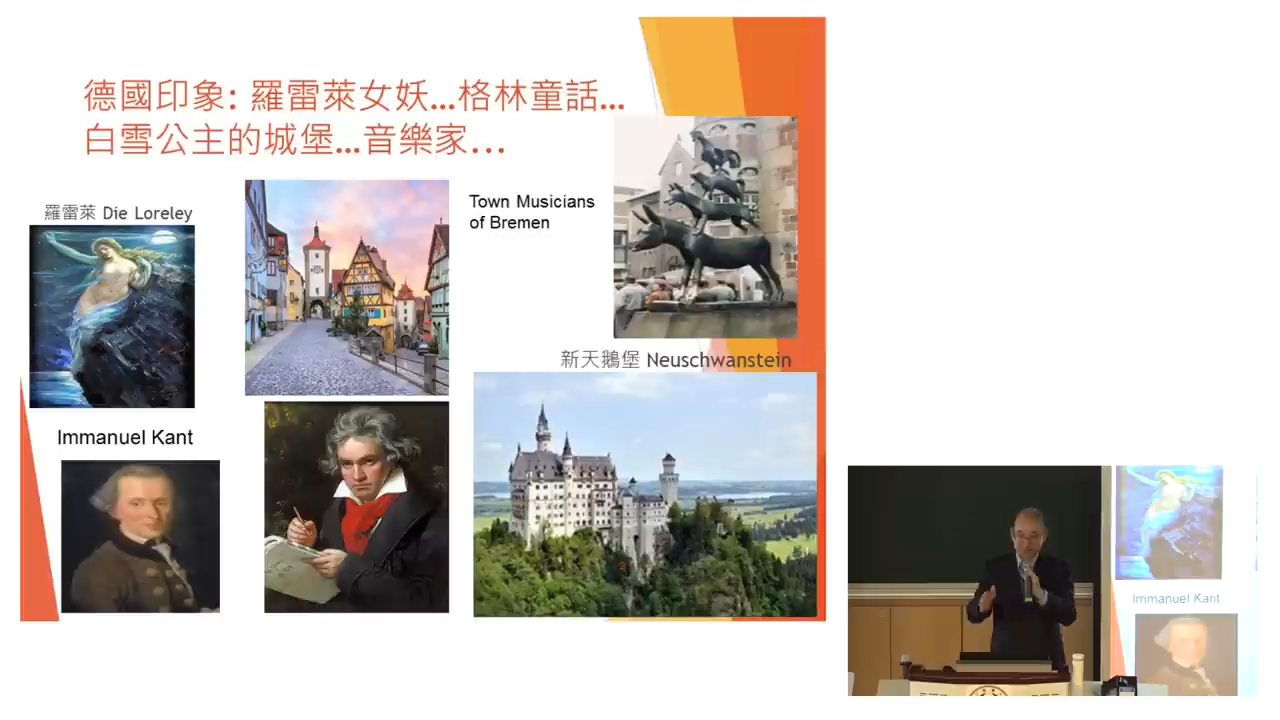 德國印象: 羅雷萊女妖...格林童話...
白雪公主的城堡...音樂家...
羅雷萊 Die Loreley
Town Musicians
of Bremen
新天鵝堡 Neuschwanstein
Immanuel Kant
Immanuel Kant